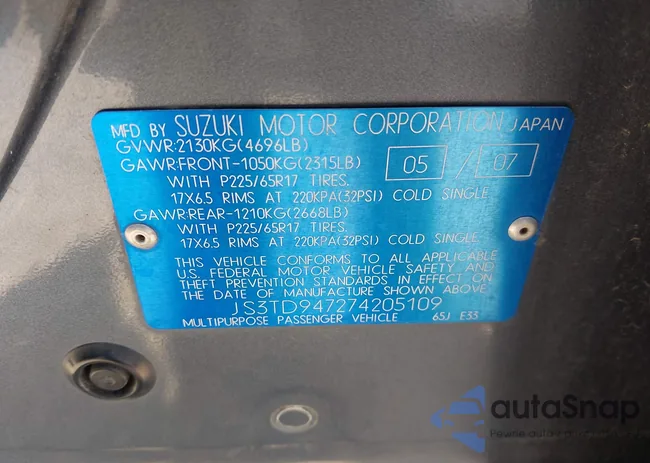 MFD BY SUZUKI MOTOR CORPORATION JAPAN
GVWR:2130KG(4696LB)
GAWR:FRONT-1050KG(2315LB) 05 / 07
WITH P225/65R17 TIRES.
17X6.5 RIMS AT 220KPA(32PSI) COLD SINGLE
GAWR:REAR-1210KG(2668LB)
WITH P225/65R17 TIRES.
17X6.5 RIMS AT 220KPA(32PSI) COLD SINGLE
THIS VEHICLE CONFORMS TO ALL APPLICABLE
U.S. FEDERAL MOTOR VEHICLE SAFETY AND
THEFT PREVENTION STANDARDS IN EFFECT ON
THE DATE OF MANUFACTURE SHOWN ABOVE
JS3TD947274205109
MULTIPURPOSE PASSENGER VEHICLE 65J E33
autaSnap
Pewne auta